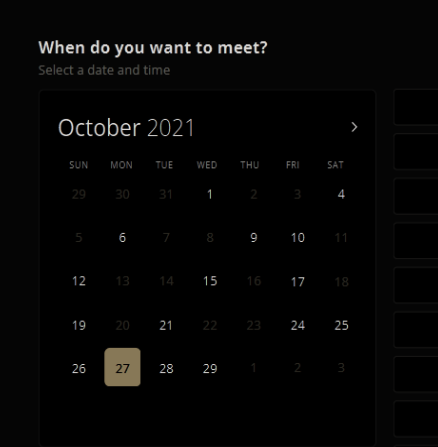 When do you want to meet?
Select a date and time
October 2021
SUN MON TUE WED THU FRI SAT
29 30 31 1 2 3 4
5 6 7 8 9 10 11
12 13 14 15 16 17 18
19 20 21 22 23 24 25
26 27 28 29 1 2 3